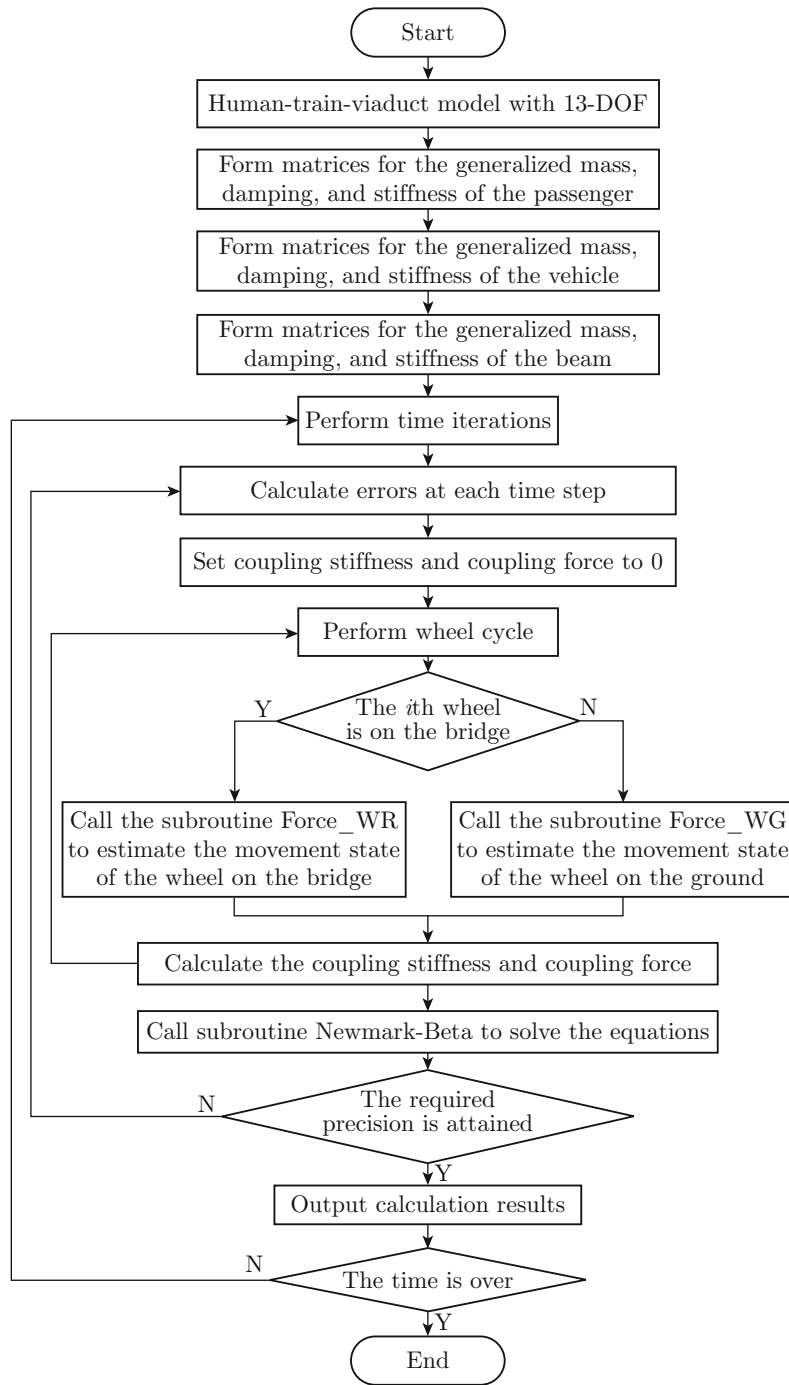 Start
Human-train-viaduct model with 13-DOF
Form matrices for the generalized mass,
damping, and stiffness of the passenger
Form matrices for the generalized mass,
damping, and stiffness of the vehicle
Form matrices for the generalized mass,
damping, and stiffness of the beam
Perform time iterations
Calculate errors at each time step
Set coupling stiffness and coupling force to 0
Perform wheel cycle
The ith wheel
is on the bridge
Y
N
Call the subroutine Force_WR
to estimate the movement state
of the wheel on the bridge
Call the subroutine Force_WG
to estimate the movement state
of the wheel on the ground
Calculate the coupling stiffness and coupling force
Call subroutine Newmark-Beta to solve the equations
The required
precision is attained
N
Y
Output calculation results
The time is over
N
Y
End